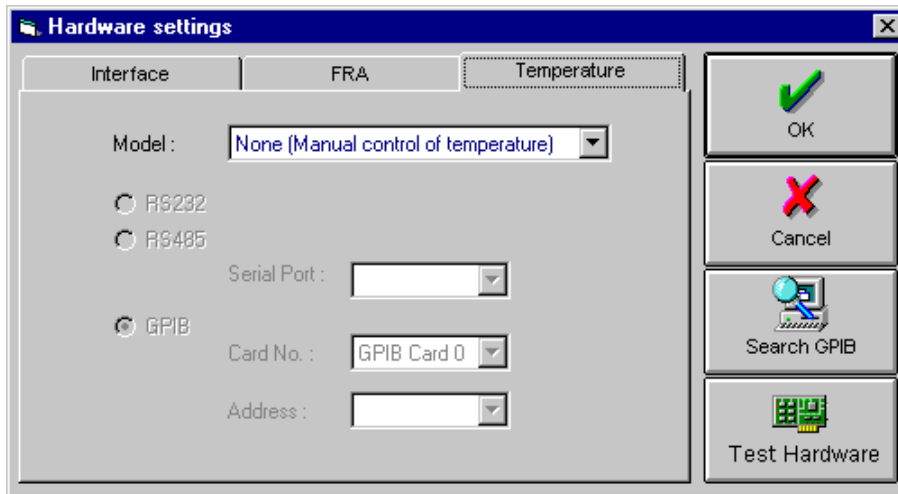 Hardware settings
Interface
FRA
Temperature
Model :
None (Manual control of temperature)
RS232
RS485
Serial Port :
GPIB
Card No. :
GPIB Card 0
Address :
OK
Cancel
Search GPIB
Test Hardware